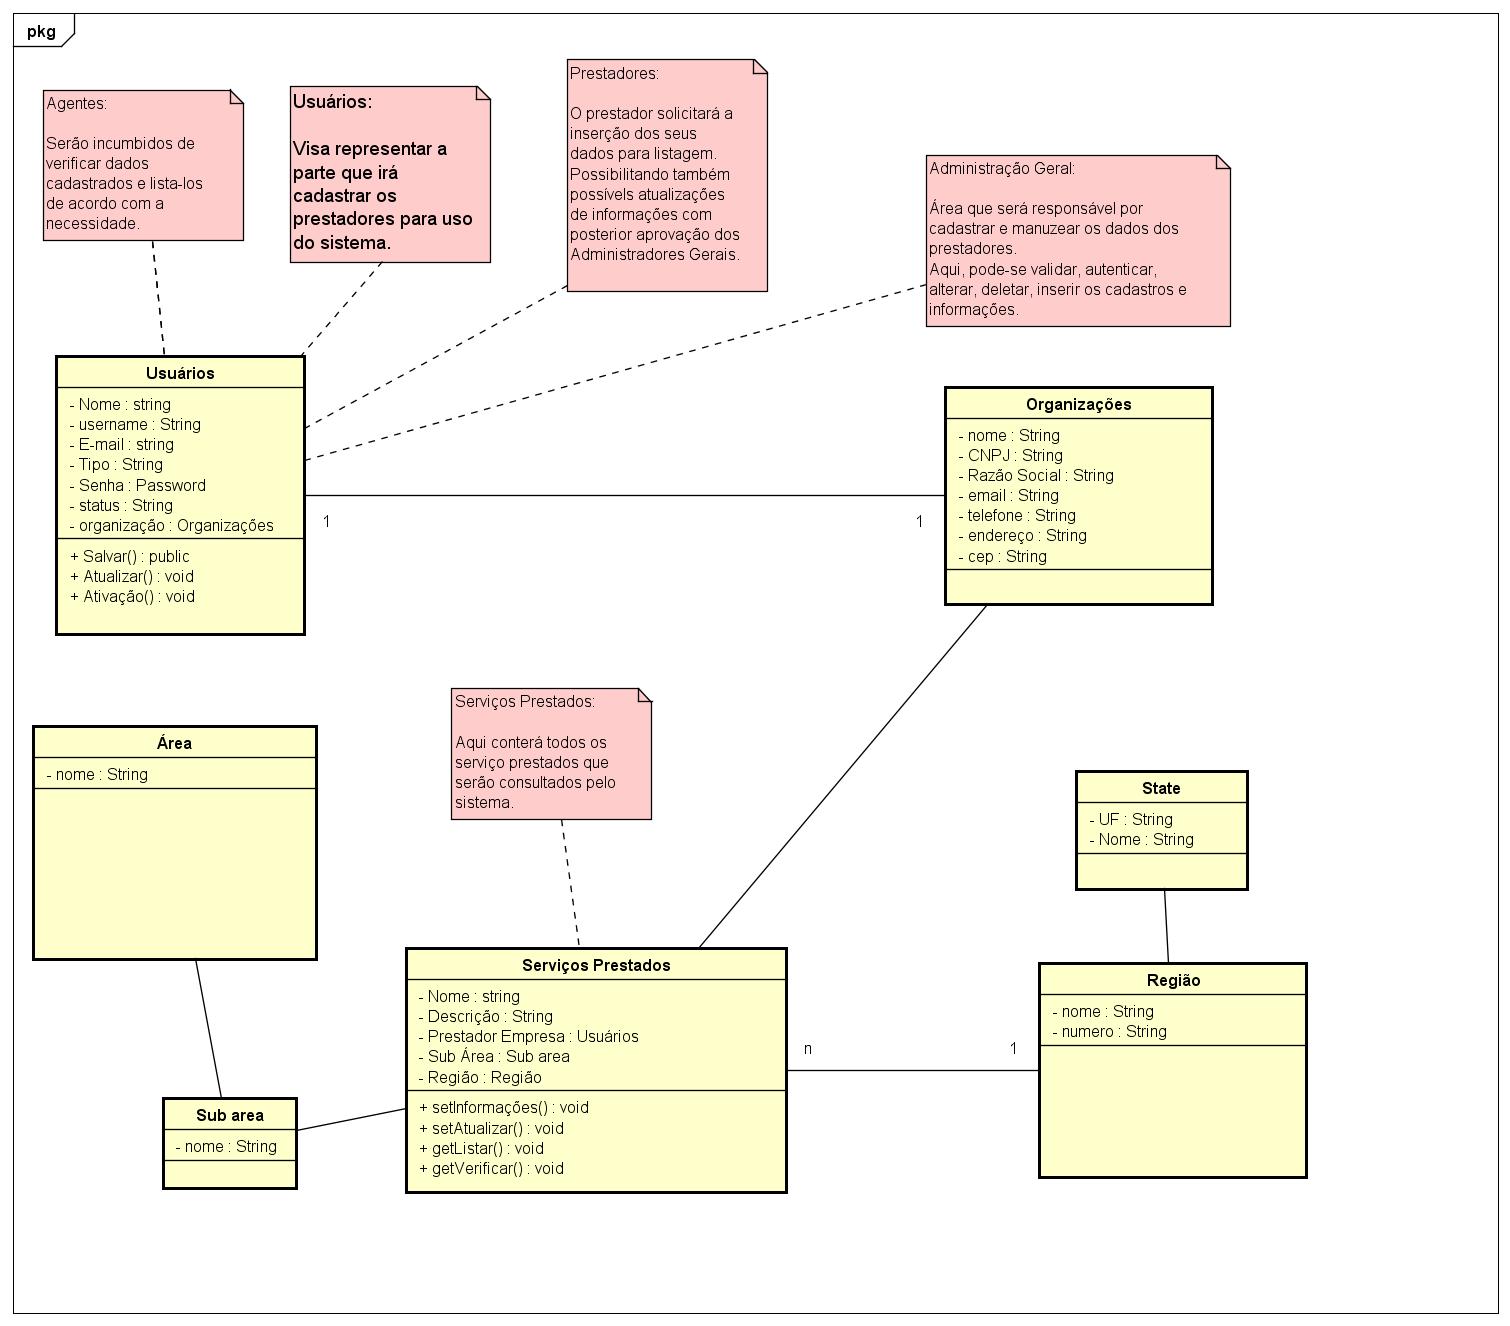 pkg
Agentes:
Serão incumbidos de
verificar dados
cadastrados e lista-los
de acordo com a
necessidade.
Usuários:
Visa representar a
parte que irá
cadastrar os
prestadores para uso
do sistema.
Prestadores:
O prestador solicitará a
inserção dos seus
dados para listagem.
Possibilitando também
possívels atualizações
de informações com
posterior aprovação dos
Administradores Gerais.
Administração Geral:
Área que será responsável por
cadastrar e manuzear os dados dos
prestadores.
Aqui, pode-se validar, autenticar,
alterar, deletar, inserir os cadastros e
informações.
Usuários
- Nome : string
- username : String
- E-mail : string
- Tipo : String
- Senha : Password
- status : String
- organização : Organizações
+ Salvar() : public
+ Atualizar() : void
+ Ativação() : void
1
1
Organizações
- nome : String
- CNPJ : String
- Razão Social : String
- email : String
- telefone : String
- endereço : String
- cep : String
Serviços Prestados:
Aqui conterá todos os
serviço prestados que
serão consultados pelo
sistema.
Área
- nome : String
State
- UF : String
- Nome : String
Serviços Prestados
- Nome : string
- Descrição : String
- Prestador Empresa : Usuários
- Sub Área : Sub area
- Região : Região
+ setInformações() : void
+ setAtualizar() : void
+ getListar() : void
+ getVerificar() : void
n
1
Região
- nome : String
- numero : String
Sub area
- nome : String